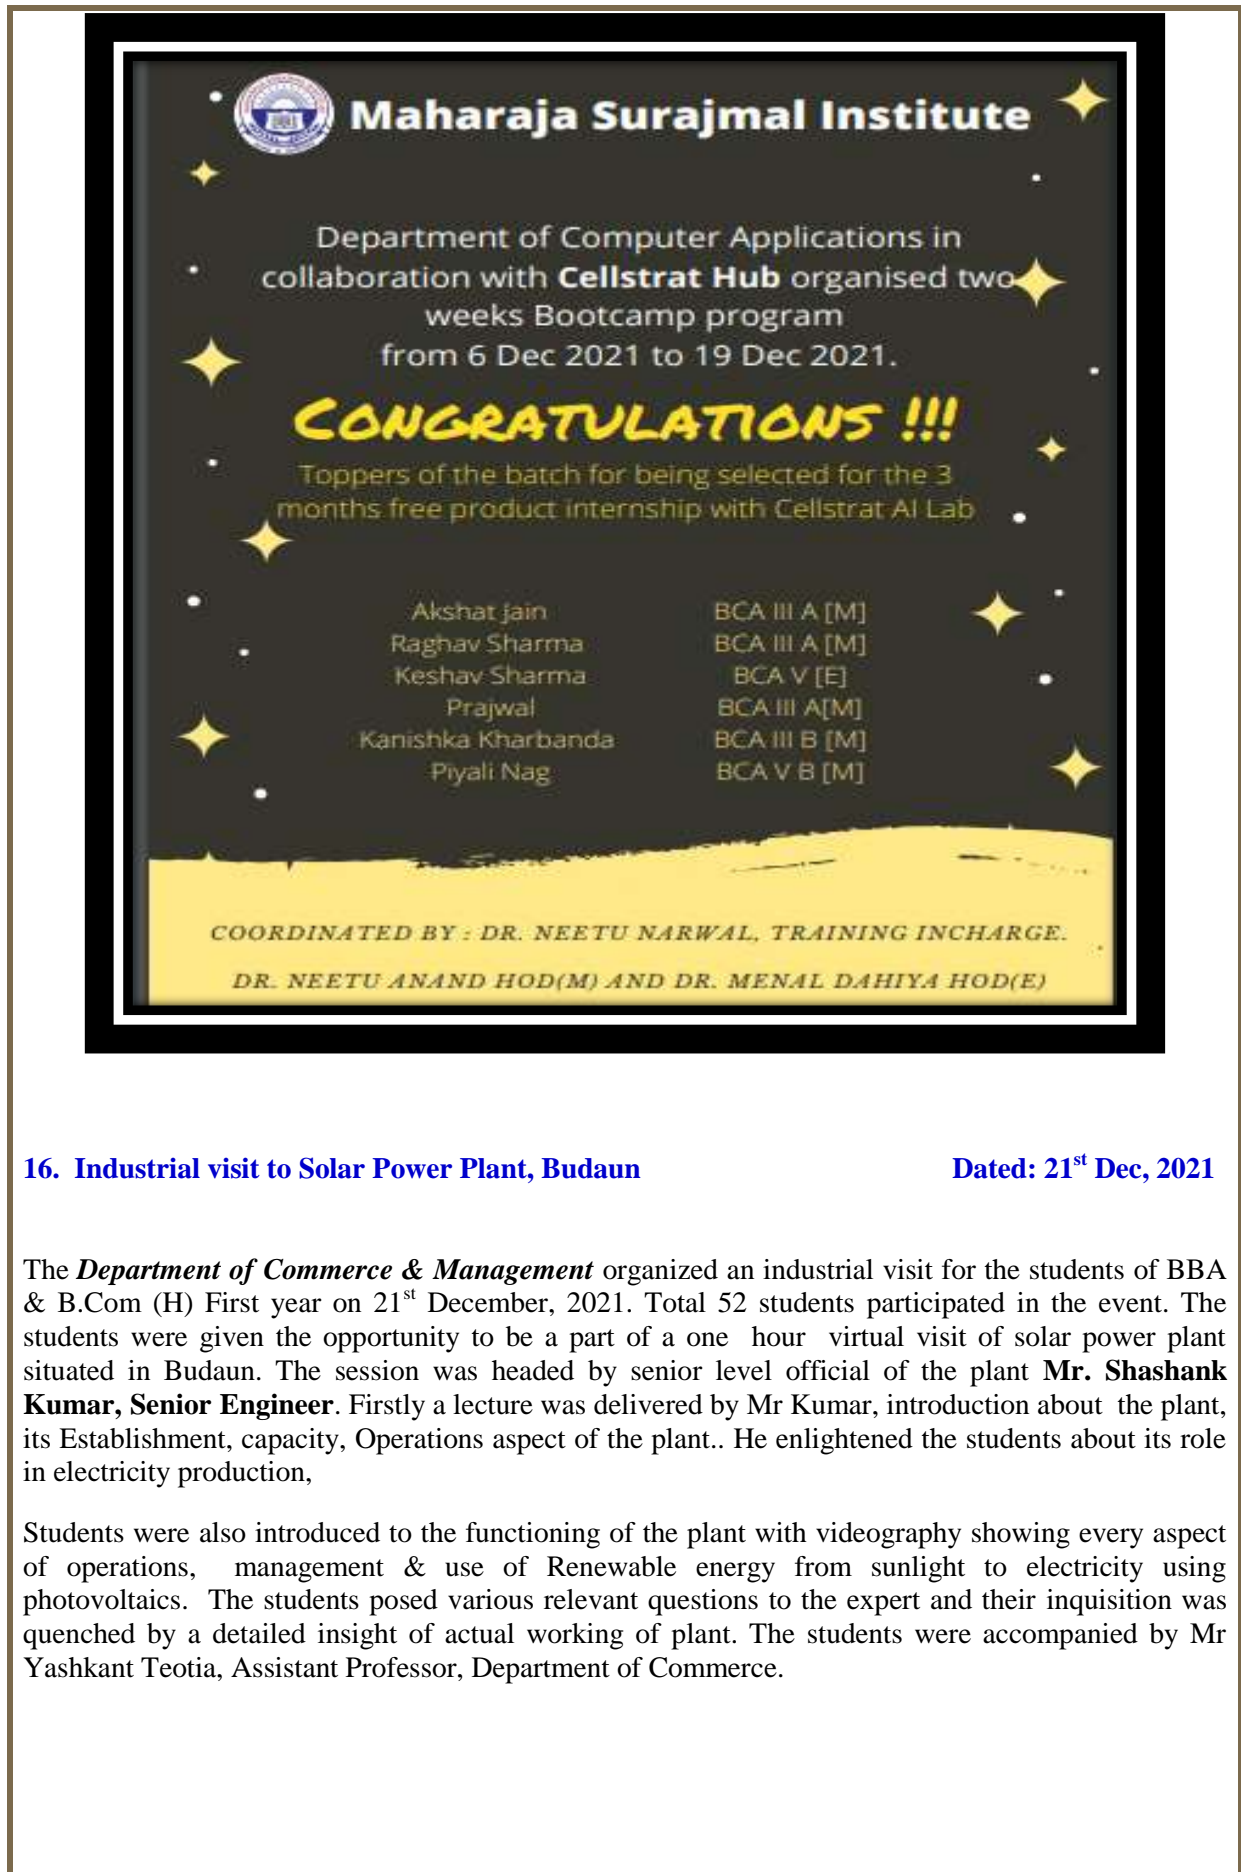 Maharaja Surajmal Institute
Department of Computer Applications in
collaboration with Cellstrat Hub organised two
weeks Bootcamp program
from 6 Dec 2021 to 19 Dec 2021.
CONGRATULATIONS !!!
Toppers of the batch for being selected for the 3
months free product internship with Cellstrat AI Lab
Akshat Jain BCA III A [M]
Raghav Sharma BCA III A [M]
Keshav Sharma BCA V [E]
Prajwal BCA III A[M]
Kanishka Kharbanda BCA III B [M]
Piyali Nag BCA V B [M]
COORDINATED BY : DR. NEETU NARWAL, TRAINING INCHARGE.
DR. NEETU ANAND HOD(M) AND DR. MENAL DAHIYA HOD(E)
16. Industrial visit to Solar Power Plant, Budaun Dated: 21st Dec, 2021
The Department of Commerce & Management organized an industrial visit for the students of BBA
& B.Com (H) First year on 21st December, 2021. Total 52 students participated in the event. The
students were given the opportunity to be a part of a one hour virtual visit of solar power plant
situated in Budaun. The session was headed by senior level official of the plant Mr. Shashank
Kumar, Senior Engineer. Firstly a lecture was delivered by Mr Kumar, introduction about the plant,
its Establishment, capacity, Operations aspect of the plant.. He enlightened the students about its role
in electricity production,
Students were also introduced to the functioning of the plant with videography showing every aspect
of operations, management & use of Renewable energy from sunlight to electricity using
photovoltaics. The students posed various relevant questions to the expert and their inquisition was
quenched by a detailed insight of actual working of plant. The students were accompanied by Mr
Yashkant Teotia, Assistant Professor, Department of Commerce.